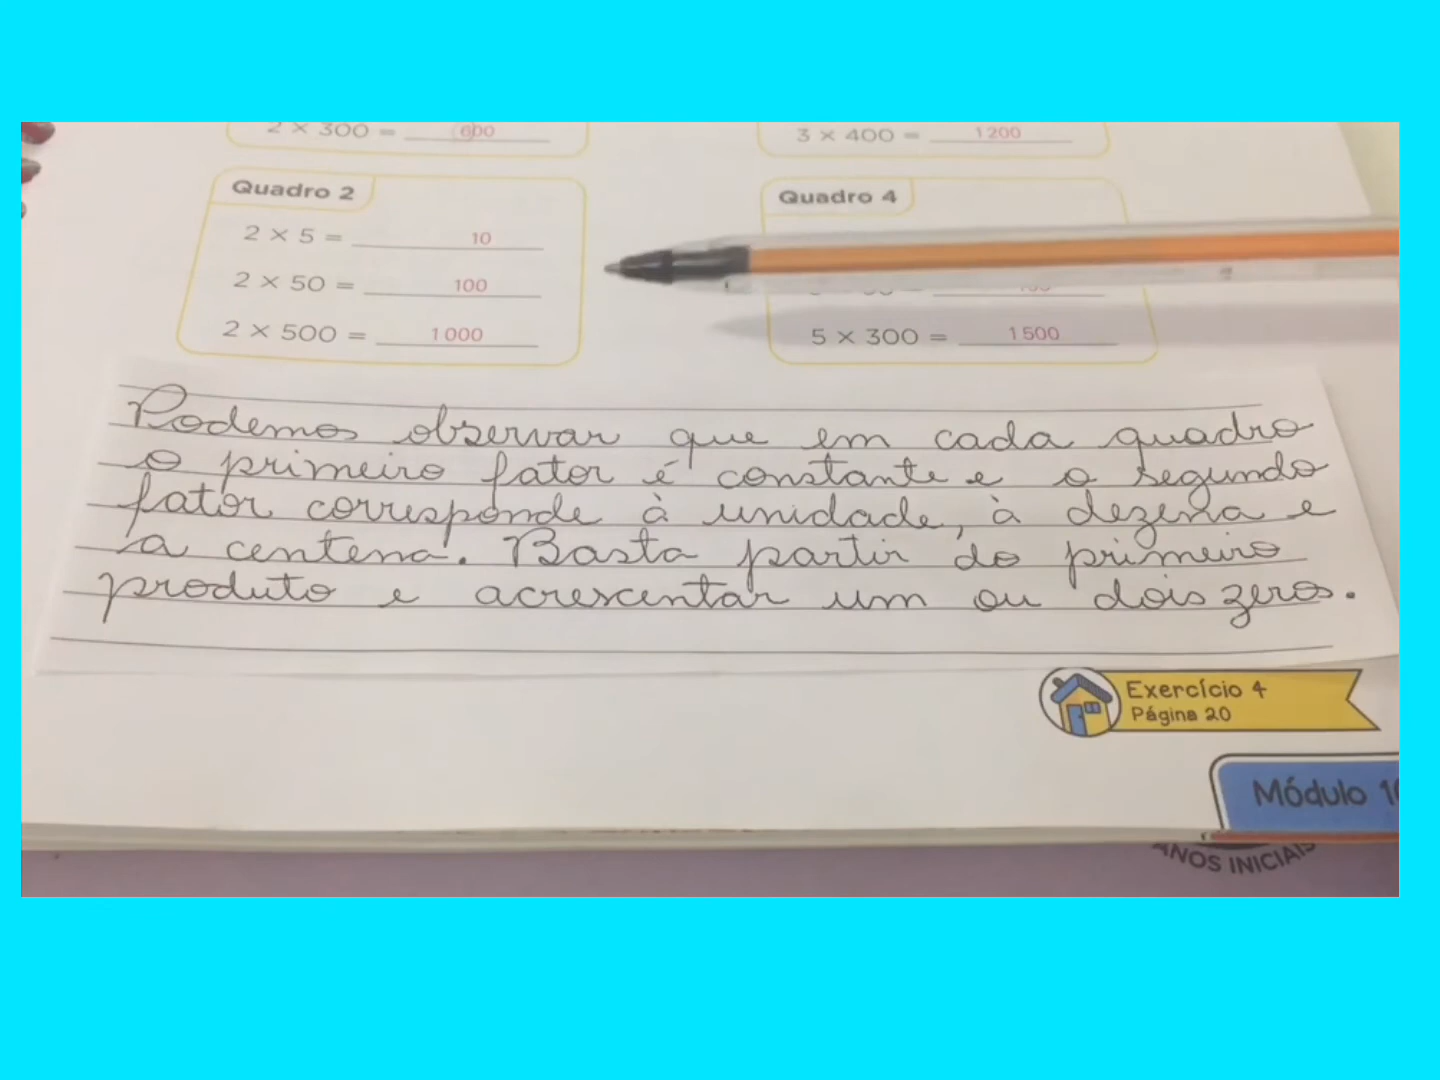 2 × 300 = 600
3 × 400 = 1200
Quadro 2
2 × 5 = 10
2 × 50 = 100
2 × 500 = 1000
Quadro 4
5 × 300 = 1500
Podemos observar que em cada quadro
o primeiro fator é constante e o segundo
fator corresponde à unidade, à dezena e
a centena. Basta partir do primeiro
produto e acrescentar um ou dois zeros.
Exercício 4
Página 20
Módulo
ANOS INICIAIS